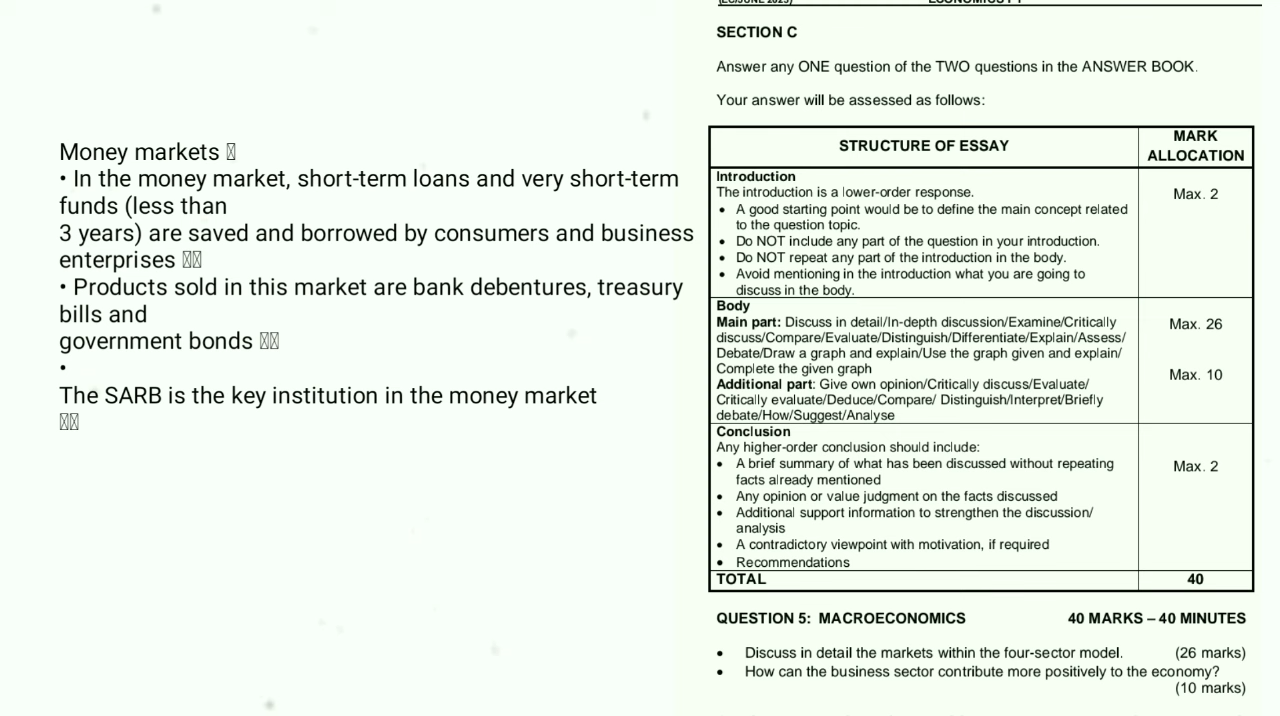 Money markets
• In the money market, short-term loans and very short-term
funds (less than
3 years) are saved and borrowed by consumers and business
enterprises
• Products sold in this market are bank debentures, treasury
bills and
government bonds
•
The SARB is the key institution in the money market
SECTION C
Answer any ONE question of the TWO questions in the ANSWER BOOK.
Your answer will be assessed as follows:
STRUCTURE OF ESSAY
MARK
ALLOCATION
Introduction
The introduction is a lower-order response.
• A good starting point would be to define the main concept related
to the question topic.
• Do NOT include any part of the question in your introduction.
• Do NOT repeat any part of the introduction in the body.
• Avoid mentioning in the introduction what you are going to
discuss in the body.
Max. 2
Body
Main part: Discuss in detail/In-depth discussion/Examine/Critically
discuss/Compare/Evaluate/Distinguish/Differentiate/Explain/Assess/
Debate/Draw a graph and explain/Use the graph given and explain/
Complete the given graph
Max. 26
Additional part: Give own opinion/Critically discuss/Evaluate/
Critically evaluate/Deduce/Compare/ Distinguish/Interpret/Briefly
debate/How/Suggest/Analyse
Max. 10
Conclusion
Any higher-order conclusion should include:
• A brief summary of what has been discussed without repeating
facts already mentioned
• Any opinion or value judgment on the facts discussed
• Additional support information to strengthen the discussion/
analysis
• A contradictory viewpoint with motivation, if required
• Recommendations
Max. 2
TOTAL
40
QUESTION 5: MACROECONOMICS 40 MARKS – 40 MINUTES
• Discuss in detail the markets within the four-sector model. (26 marks)
• How can the business sector contribute more positively to the economy?
(10 marks)